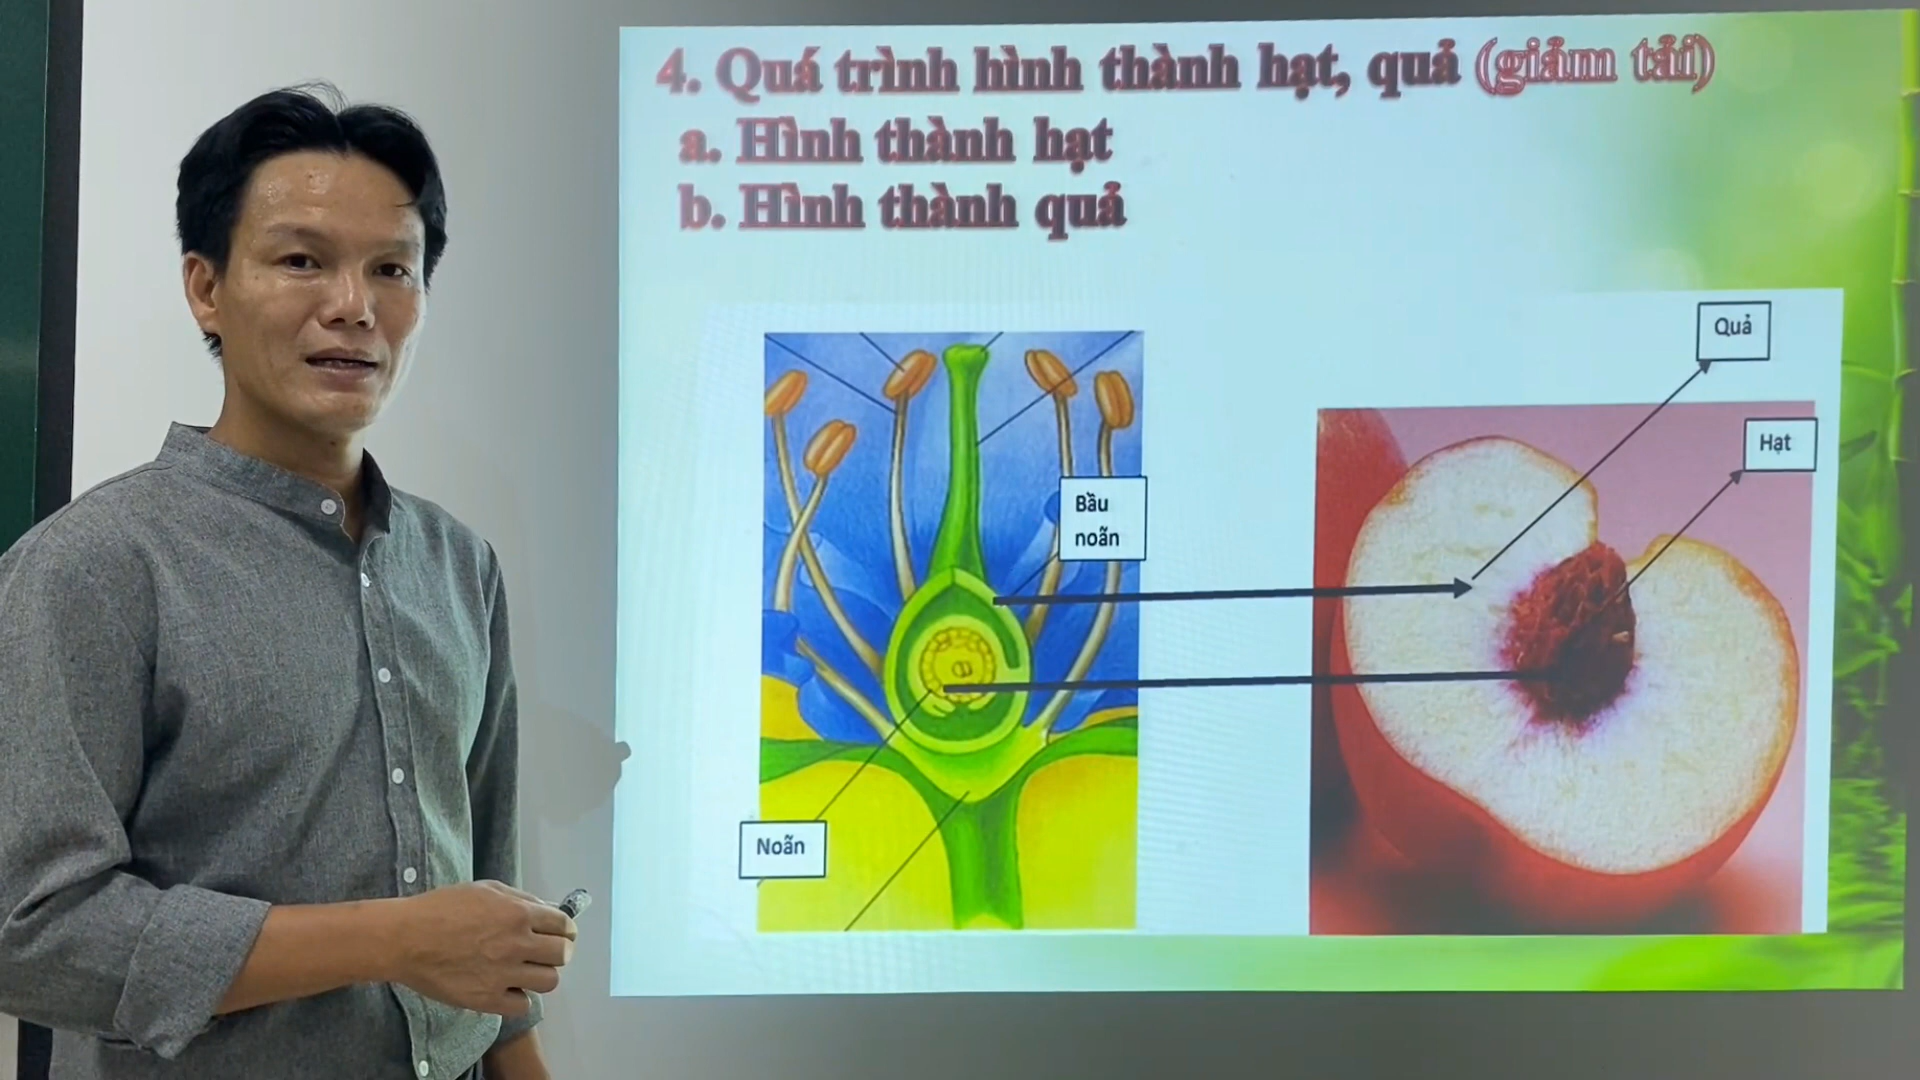 4. Quá trình hình thành hạt, quả (giảm tải)
a. Hình thành hạt
b. Hình thành quả
Quả
Hạt
Bầu
noãn
Noãn